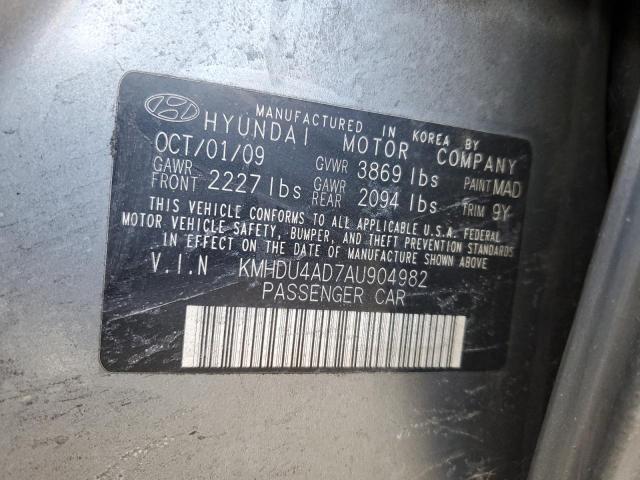 MANUFACTURED IN KOREA BY
HYUNDAI MOTOR COMPANY
OCT/01/09 GVWR 3869 lbs PAINT MAD
GAWR FRONT 2227 lbs GAWR REAR 2094 lbs TRIM 9Y
THIS VEHICLE CONFORMS TO ALL APPLICABLE U.S.A. FEDERAL
MOTOR VEHICLE SAFETY, BUMPER, AND THEFT PREVENTION STANDARDS
IN EFFECT ON THE DATE OF MANUFACTURE SHOWN ABOVE.
V.I.N KMHDU4AD7AU904982
PASSENGER CAR